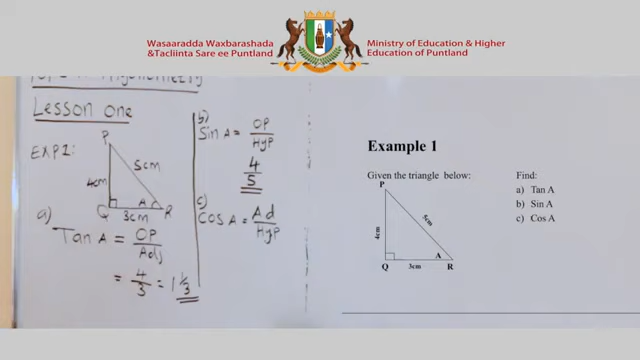 Wasaaradda Waxbarashada
&Tacliinta Sare ee Puntland
Ministry of Education & Higher
Education of Puntland
Trigonometry
Lesson One
EXP1:
P
5cm
4cm
A
Q
3cm
R
a)
Tan A = OP
Adj
= 4/3 = 1 1/3
b)
Sin A = OP
HyP
4
5
c)
Cos A = Ad
HyP
Example 1
Given the triangle below:
P
5cm
4cm
A
Q
3cm
R
Find:
a) Tan A
b) Sin A
c) Cos A